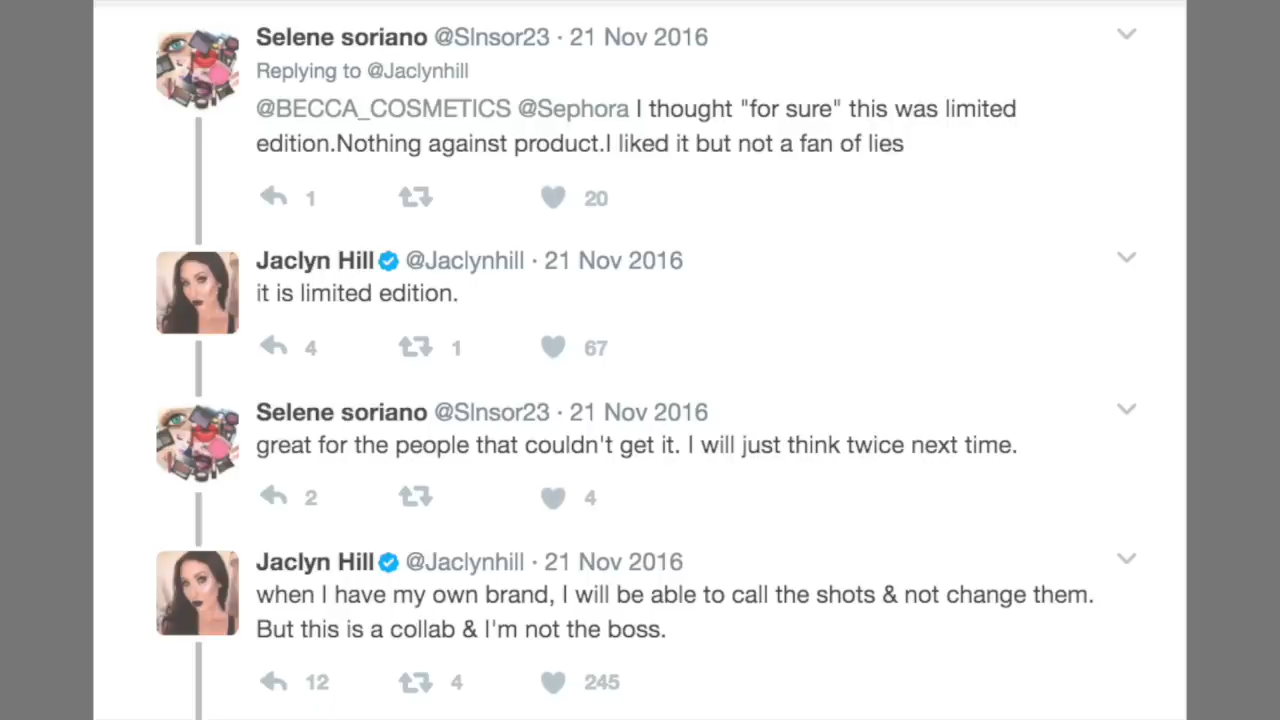 Selene soriano @Slnsor23 · 21 Nov 2016
Replying to @Jaclynhill
@BECCA_COSMETICS @Sephora I thought "for sure" this was limited
edition.Nothing against product.I liked it but not a fan of lies
1 20
Jaclyn Hill @Jaclynhill · 21 Nov 2016
it is limited edition.
4 1 67
Selene soriano @Slnsor23 · 21 Nov 2016
great for the people that couldn't get it. I will just think twice next time.
2 4
Jaclyn Hill @Jaclynhill · 21 Nov 2016
when I have my own brand, I will be able to call the shots & not change them.
But this is a collab & I'm not the boss.
12 4 245